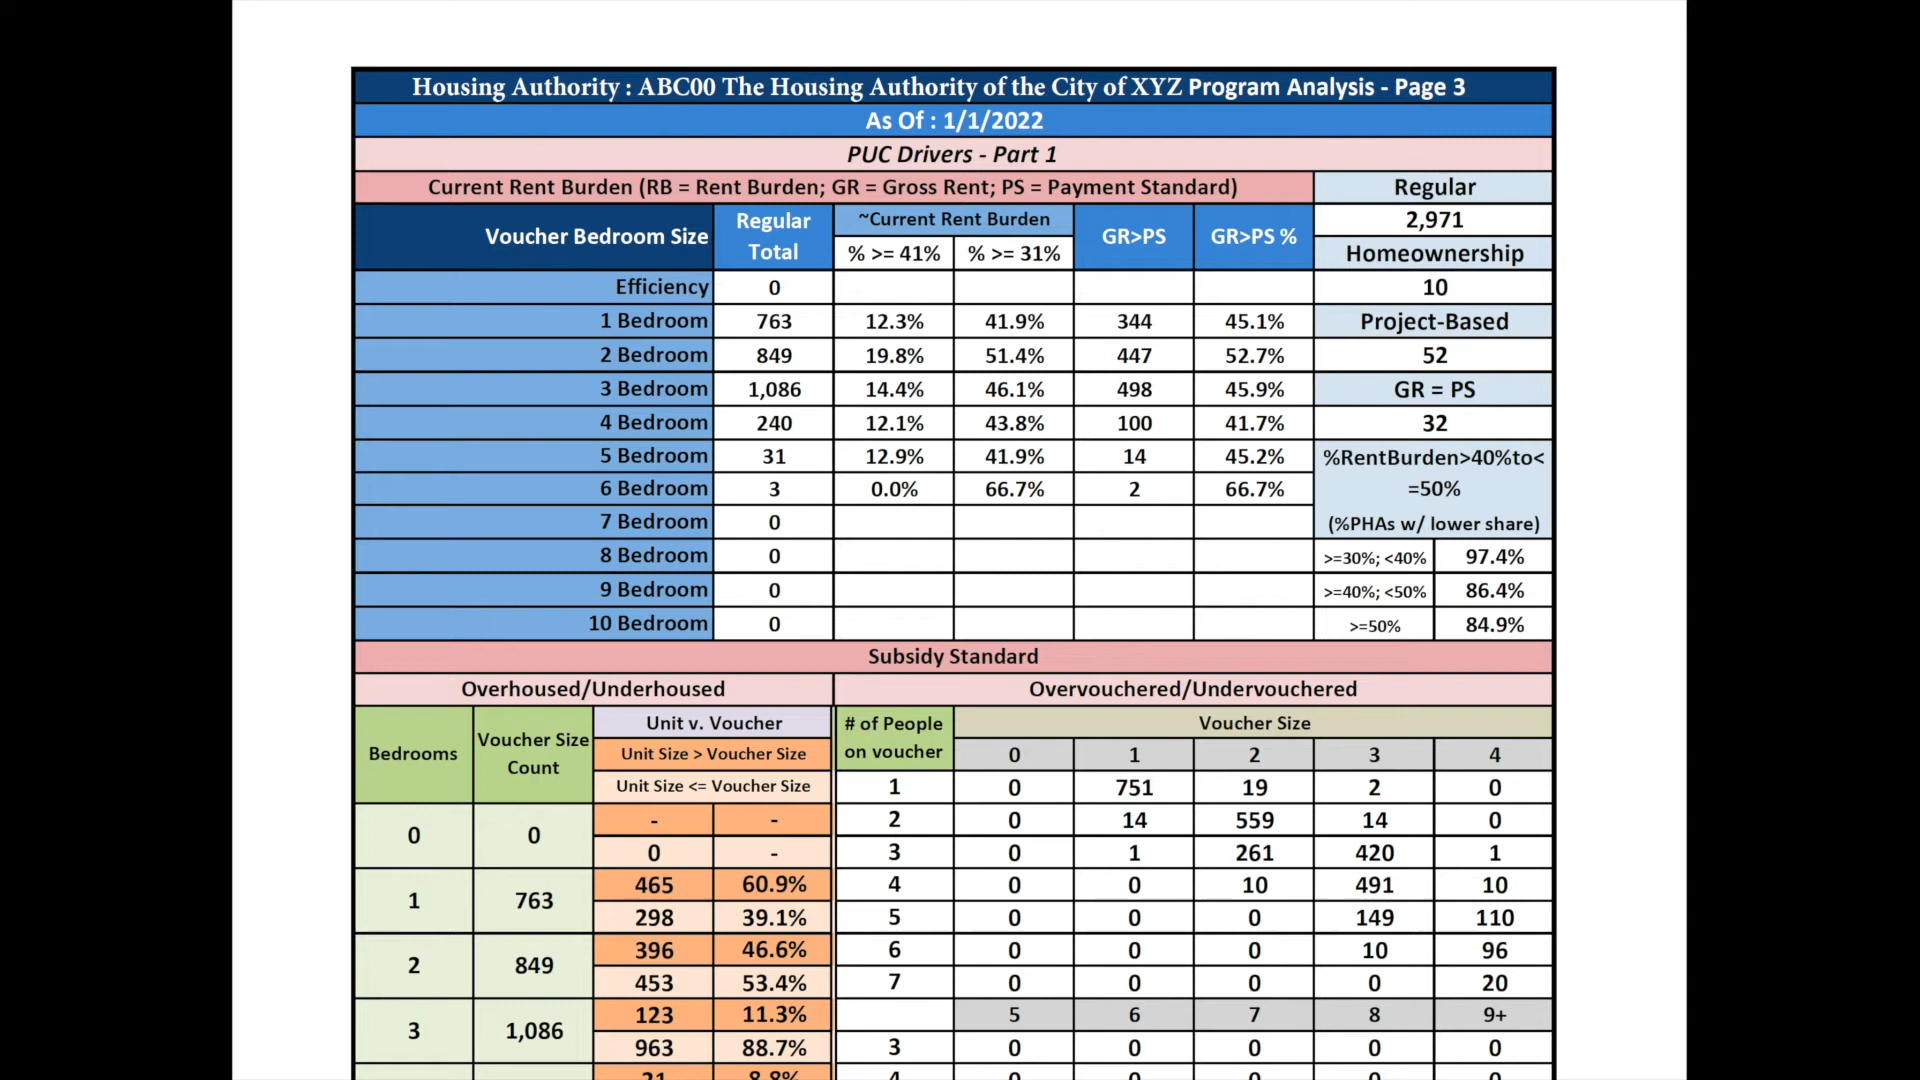 Housing Authority : ABC00 The Housing Authority of the City of XYZ Program Analysis - Page 3
As Of : 1/1/2022
PUC Drivers - Part 1
Current Rent Burden (RB = Rent Burden; GR = Gross Rent; PS = Payment Standard) Regular
Voucher Bedroom Size Regular Total ~Current Rent Burden GR>PS GR>PS % 2,971
% >= 41% % >= 31% Homeownership
Efficiency 0 10
1 Bedroom 763 12.3% 41.9% 344 45.1% Project-Based
2 Bedroom 849 19.8% 51.4% 447 52.7% 52
3 Bedroom 1,086 14.4% 46.1% 498 45.9% GR = PS
4 Bedroom 240 12.1% 43.8% 100 41.7% 32
5 Bedroom 31 12.9% 41.9% 14 45.2% %RentBurden>40%to<
6 Bedroom 3 0.0% 66.7% 2 66.7% =50%
7 Bedroom 0 (%PHAs w/ lower share)
8 Bedroom 0 >=30%; <40% 97.4%
9 Bedroom 0 >=40%; <50% 86.4%
10 Bedroom 0 >=50% 84.9%
Subsidy Standard
Overhoused/Underhoused Overvouchered/Undervouchered
Bedrooms Voucher Size Count Unit v. Voucher # of People on voucher Voucher Size
Unit Size > Voucher Size 0 1 2 3 4
Unit Size <= Voucher Size 1 0 751 19 2 0
0 0 - - 2 0 14 559 14 0
0 - 3 0 1 261 420 1
1 763 465 60.9% 4 0 0 10 491 10
298 39.1% 5 0 0 0 149 110
2 849 396 46.6% 6 0 0 0 10 96
453 53.4% 7 0 0 0 0 20
3 1,086 123 11.3% 5 6 7 8 9+
963 88.7% 3 0 0 0 0 0
21 8.8% 4 0 0 0 0 0